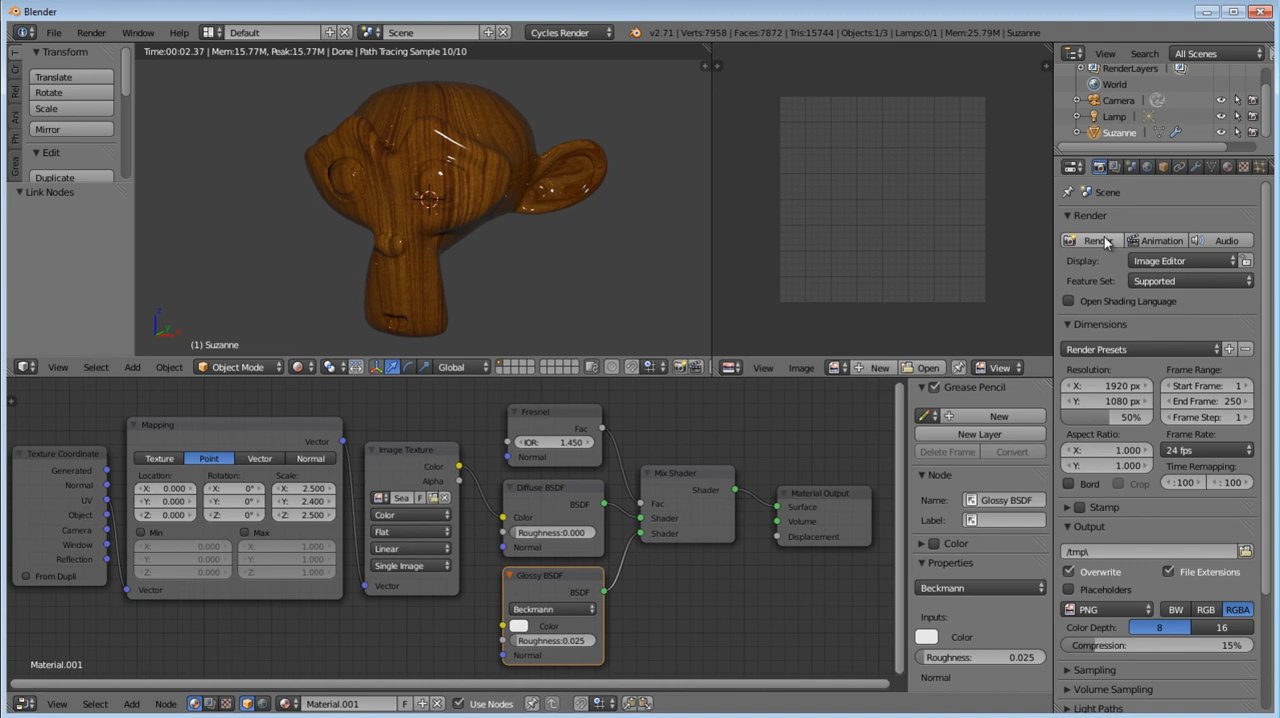 Blender
File Render Window Help Default Scene Cycles Render v2.71 | Verts:7958 | Faces:7872 | Tris:15744 | Objects:1/3 | Lamps:0/1 | Mem:25.79M | Suzanne
Transform
Translate
Rotate
Scale
Mirror
Edit
Duplicate
Link Nodes
T
Cr
Rel
Ani
Ph
Grea
Time:00:02.37 | Mem:15.77M, Peak:15.77M | Done | Path Tracing Sample 10/10
z
y
x
(1) Suzanne
View Select Add Object Object Mode Global
View Image New Open View
View Search All Scenes
RenderLayers
World
Camera
Lamp
Suzanne
Scene
Render
Render Animation Audio
Display: Image Editor
Feature Set: Supported
Open Shading Language
Dimensions
Render Presets
Resolution: Frame Range:
X: 1920 px Start Frame: 1
Y: 1080 px End Frame: 250
50% Frame Step: 1
Aspect Ratio: Frame Rate:
X: 1.000 24 fps
Y: 1.000 Time Remapping:
Bord Crop :100 :100
Stamp
Output
/tmp\
Overwrite File Extensions
Placeholders
PNG BW RGB RGBA
Color Depth: 8 16
Compression: 15%
Sampling
Volume Sampling
Light Paths
Texture Coordinate
Generated
Normal
UV
Object
Camera
Window
Reflection
From Dupli
Mapping
Vector
Texture Point Vector Normal
Location: Rotation: Scale:
X: 0.000 X: 0° X: 2.500
Y: 0.000 Y: 0° Y: 2.400
Z: 0.000 Z: 0° Z: 2.500
Min Max
X: 0.000 X: 1.000
Y: 0.000 Y: 1.000
Z: 0.000 Z: 1.000
Vector
Image Texture
Color
Alpha
Sea F
Color
Flat
Linear
Single Image
Vector
Fresnel
Fac
IOR: 1.450
Normal
Diffuse BSDF
BSDF
Color
Roughness:0.000
Normal
Glossy BSDF
BSDF
Beckmann
Color
Roughness:0.025
Normal
Mix Shader
Shader
Fac
Shader
Shader
Material Output
Surface
Volume
Displacement
Material.001
Grease Pencil
New
New Layer
Delete Frame Convert
Node
Name: Glossy BSDF
Label:
Color
Properties
Beckmann
Inputs:
Color
Roughness: 0.025
Normal
View Select Add Node Material.001 F Use Nodes